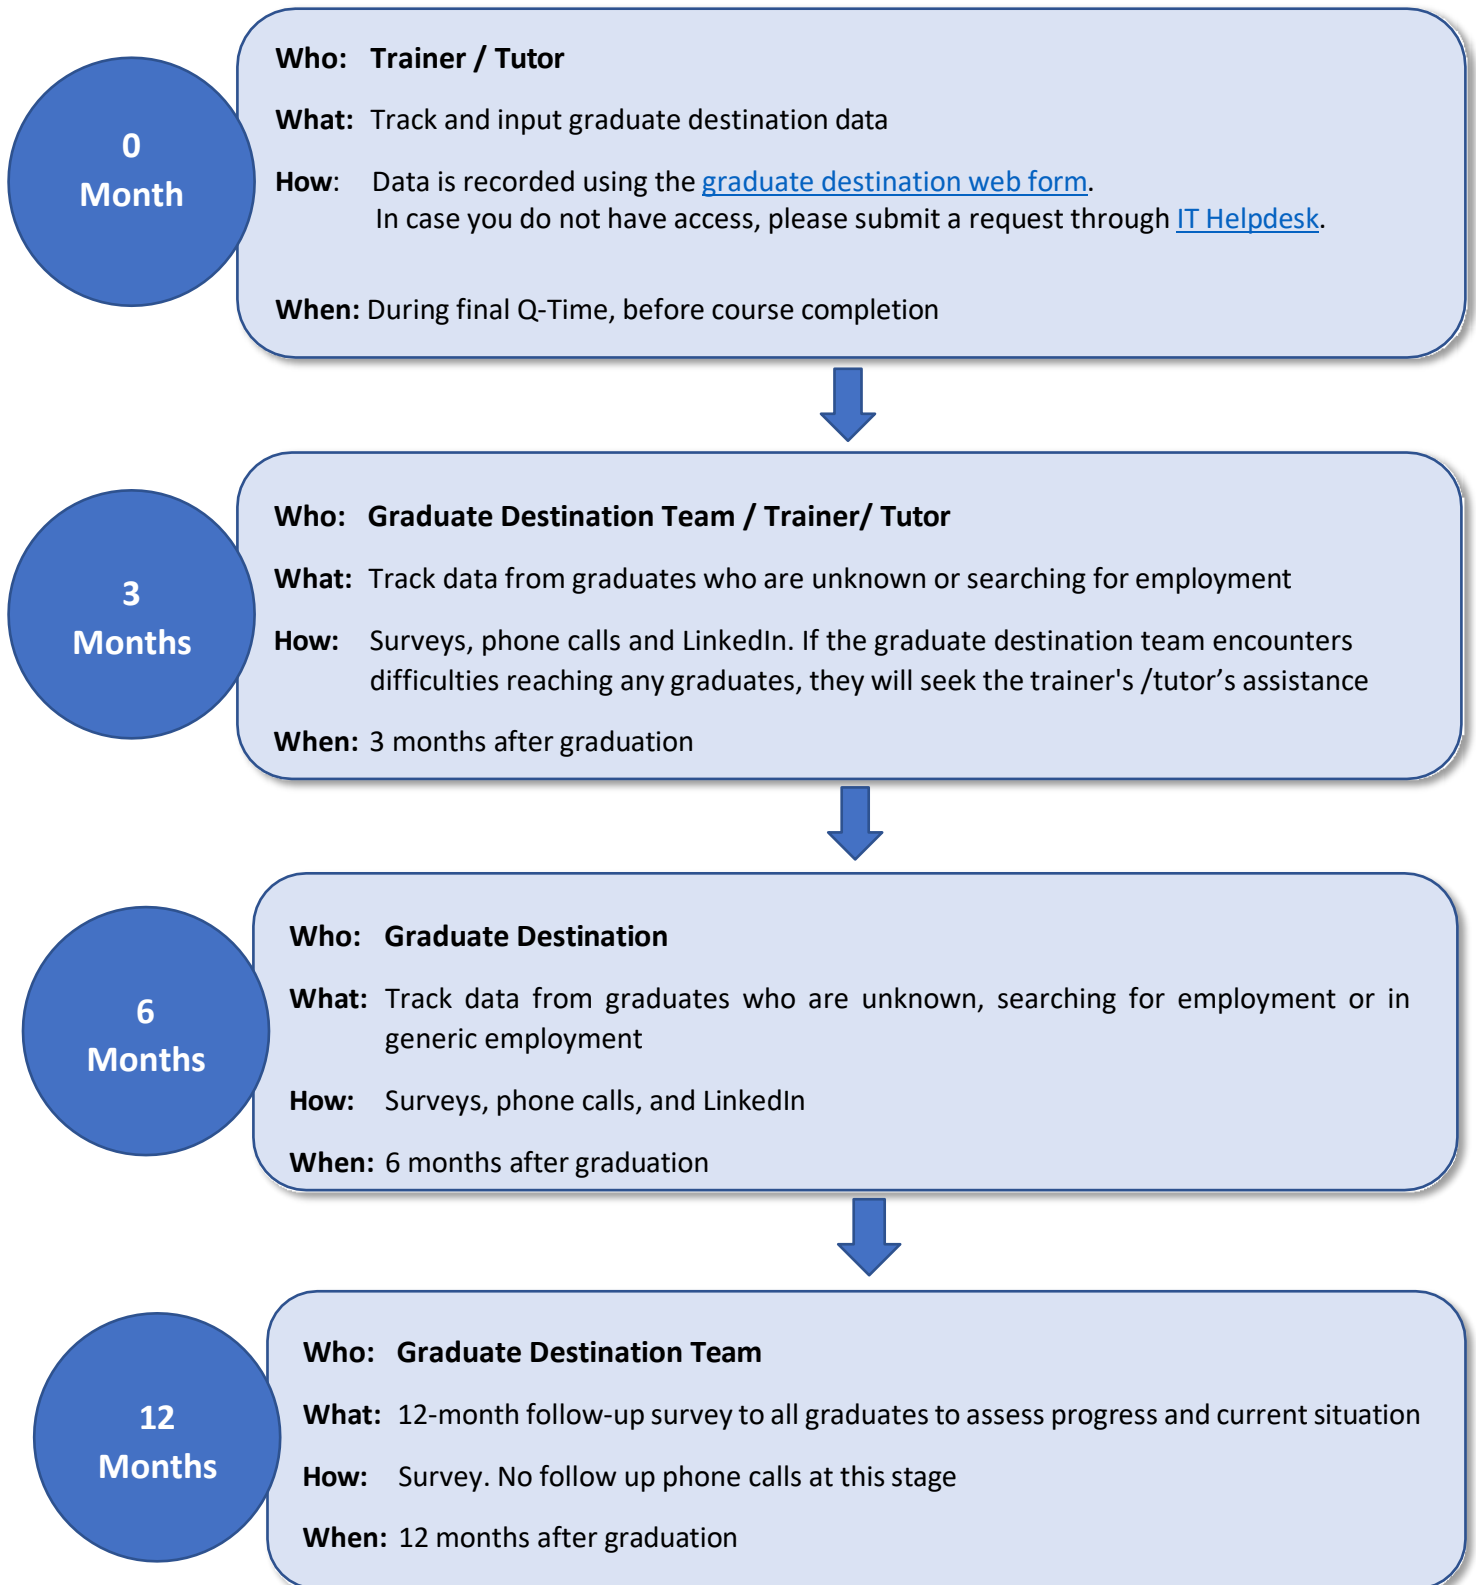 0
Month
Who: Trainer / Tutor
What: Track and input graduate destination data
How: Data is recorded using the graduate destination web form.
In case you do not have access, please submit a request through IT Helpdesk.
When: During final Q-Time, before course completion
3
Months
Who: Graduate Destination Team / Trainer/ Tutor
What: Track data from graduates who are unknown or searching for employment
How: Surveys, phone calls and LinkedIn. If the graduate destination team encounters
difficulties reaching any graduates, they will seek the trainer's /tutor’s assistance
When: 3 months after graduation
6
Months
Who: Graduate Destination
What: Track data from graduates who are unknown, searching for employment or in
generic employment
How: Surveys, phone calls, and LinkedIn
When: 6 months after graduation
12
Months
Who: Graduate Destination Team
What: 12-month follow-up survey to all graduates to assess progress and current situation
How: Survey. No follow up phone calls at this stage
When: 12 months after graduation